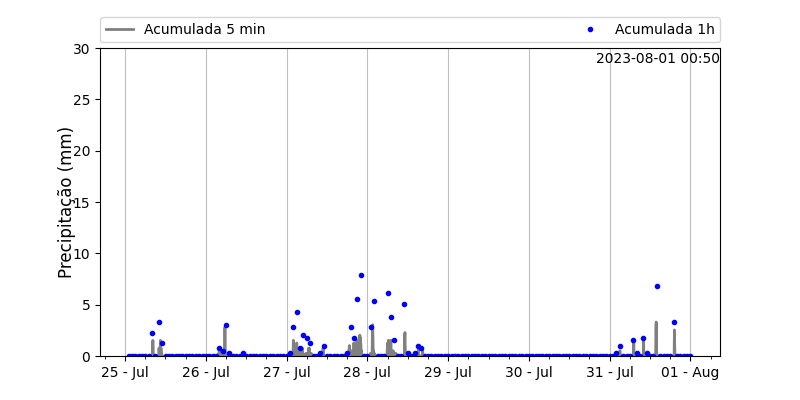 Acumulada 5 min
Acumulada 1h
2023-08-01 00:50
Precipitação (mm)
30
25
20
15
10
5
0
25 - Jul
26 - Jul
27 - Jul
28 - Jul
29 - Jul
30 - Jul
31 - Jul
01 - Aug